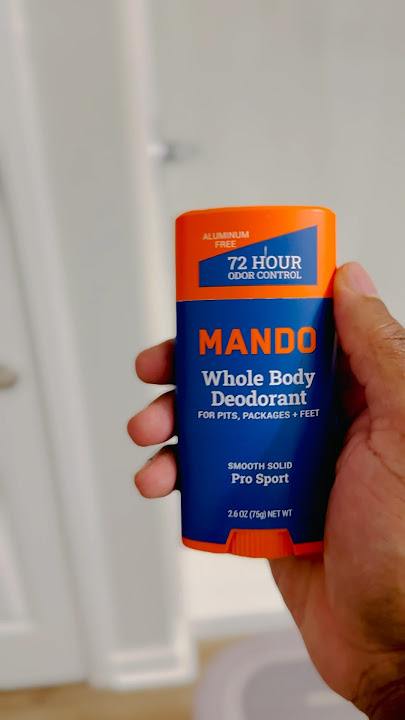 ALUMINUM
FREE
72 HOUR
ODOR CONTROL
MANDO
Whole Body
Deodorant
FOR PITS, PACKAGES + FEET
SMOOTH SOLID
Pro Sport
2.6 OZ (75g) NET WT